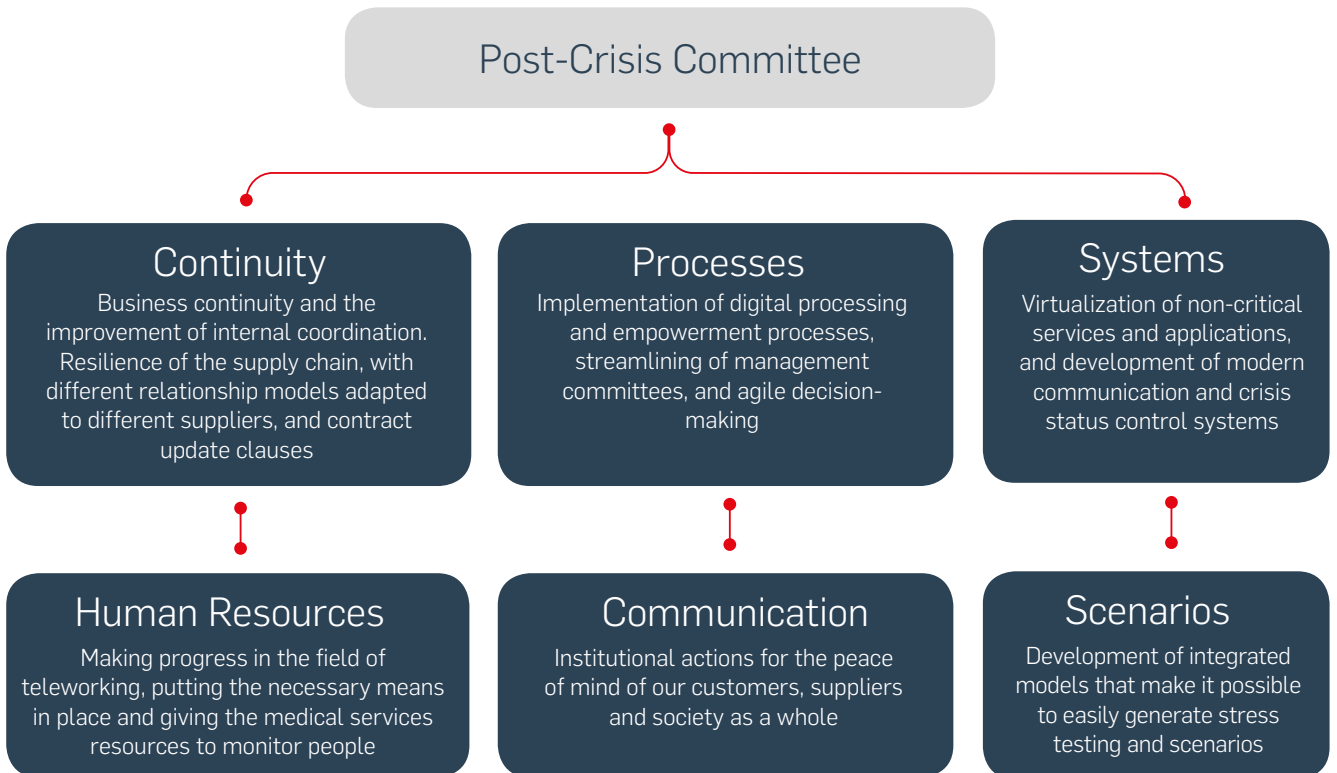 Post-Crisis Committee
Continuity
Business continuity and the
improvement of internal coordination.
Resilience of the supply chain, with
different relationship models adapted
to different suppliers, and contract
update clauses
Processes
Implementation of digital processing
and empowerment processes,
streamlining of management
committees, and agile decision-
making
Systems
Virtualization of non-critical
services and applications,
and development of modern
communication and crisis
status control systems
Human Resources
Making progress in the field of
teleworking, putting the necessary means
in place and giving the medical services
resources to monitor people
Communication
Institutional actions for the peace
of mind of our customers, suppliers
and society as a whole
Scenarios
Development of integrated
models that make it possible
to easily generate stress
testing and scenarios